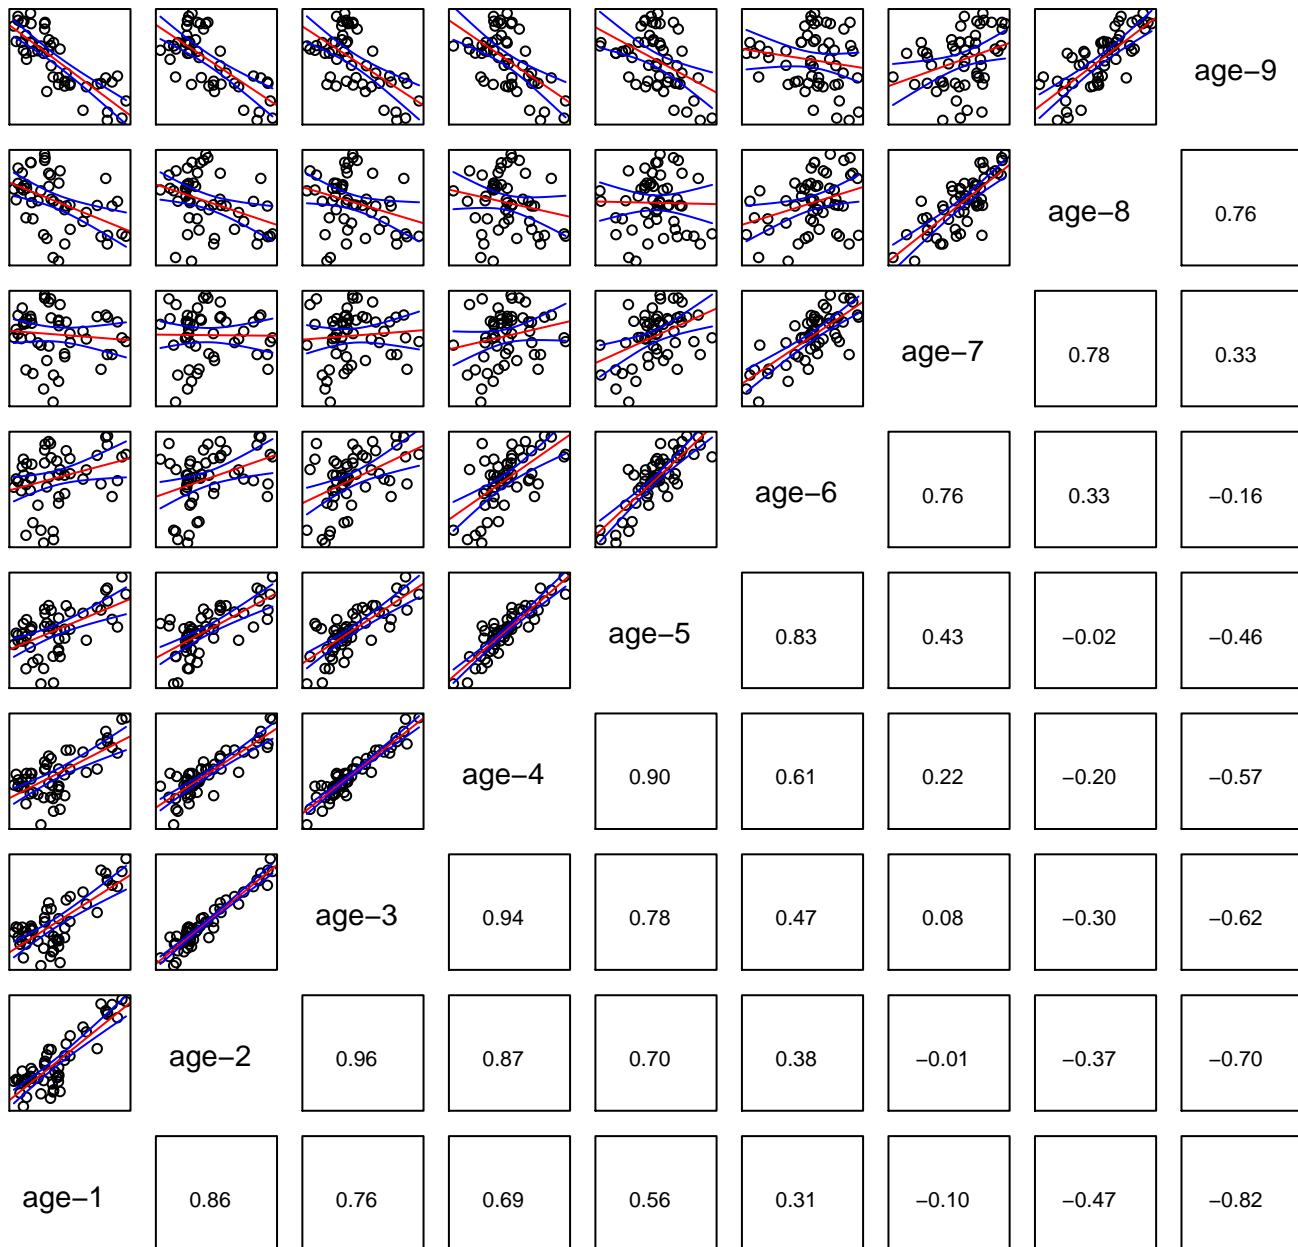 age−9
age−8 0.76
age−7 0.78 0.33
age−6 0.76 0.33 −0.16
age−5 0.83 0.43 −0.02 −0.46
age−4 0.90 0.61 0.22 −0.20 −0.57
age−3 0.94 0.78 0.47 0.08 −0.30 −0.62
age−2 0.96 0.87 0.70 0.38 −0.01 −0.37 −0.70
age−1 0.86 0.76 0.69 0.56 0.31 −0.10 −0.47 −0.82